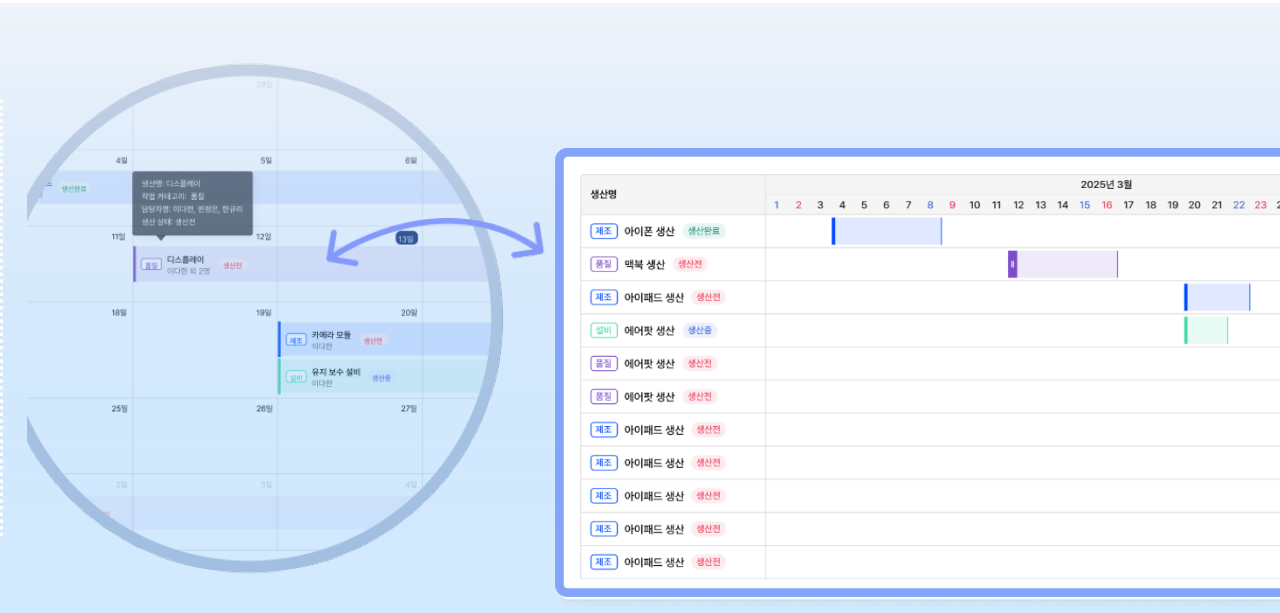 29일
4일 5일 6일
생산완료
생산명: 디스플레이
작업 카테고리: 품질
담당자명: 이다한, 변정은, 한규리
생산 상태: 생산전
11일 12일 13일
품질 디스플레이 생산전
이다한 외 2명
18일 19일 20일
제조 카메라 모듈 생산전
이다한
설비 유지 보수 설비 생산중
이다한
25일 26일 27일
2일 3일 4일
생산명 2025년 3월
1 2 3 4 5 6 7 8 9 10 11 12 13 14 15 16 17 18 19 20 21 22 23
제조 아이폰 생산 생산완료
품질 맥북 생산 생산전
제조 아이패드 생산 생산전
설비 에어팟 생산 생산중
품질 에어팟 생산 생산전
품질 에어팟 생산 생산전
제조 아이패드 생산 생산전
제조 아이패드 생산 생산전
제조 아이패드 생산 생산전
제조 아이패드 생산 생산전
제조 아이패드 생산 생산전